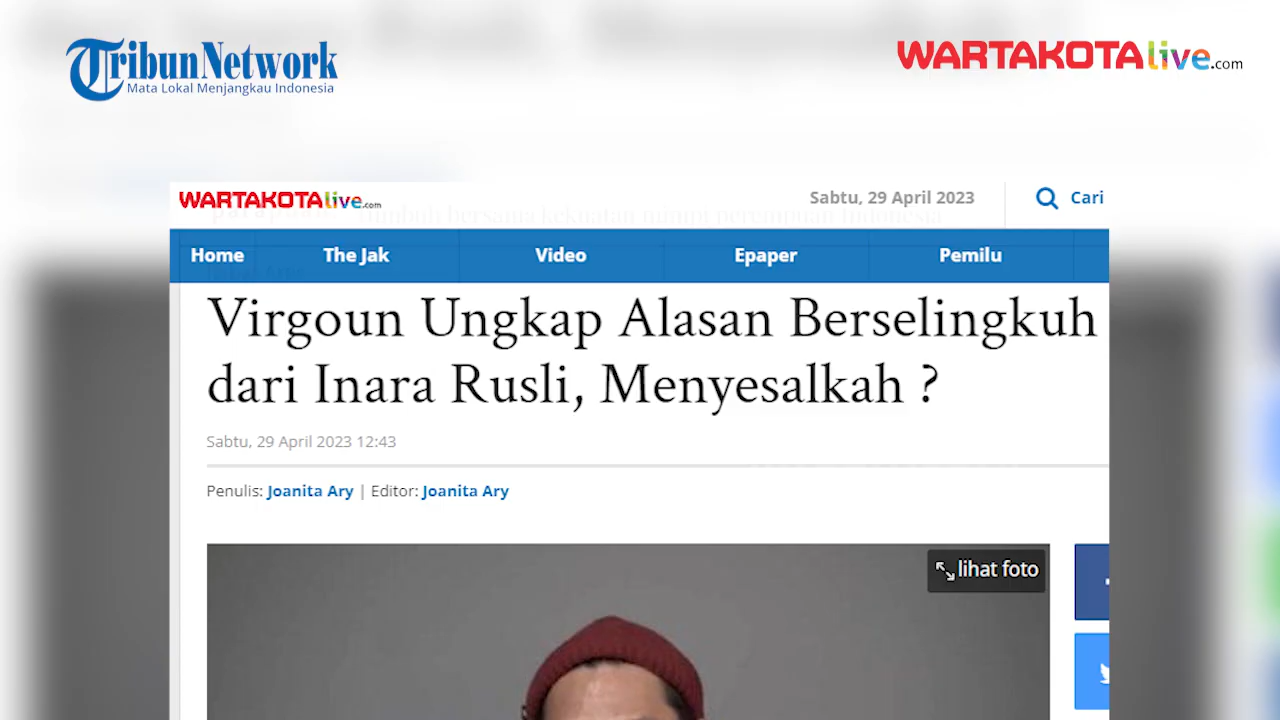 TribunNetwork
Mata Lokal Menjangkau Indonesia
WARTAKOTAlive.com
WARTAKOTAlive.com
Sabtu, 29 April 2023
Cari
Home The Jak Video Epaper Pemilu
Virgoun Ungkap Alasan Berselingkuh
dari Inara Rusli, Menyesalkah ?
Sabtu, 29 April 2023 12:43
Penulis: Joanita Ary | Editor: Joanita Ary
lihat foto